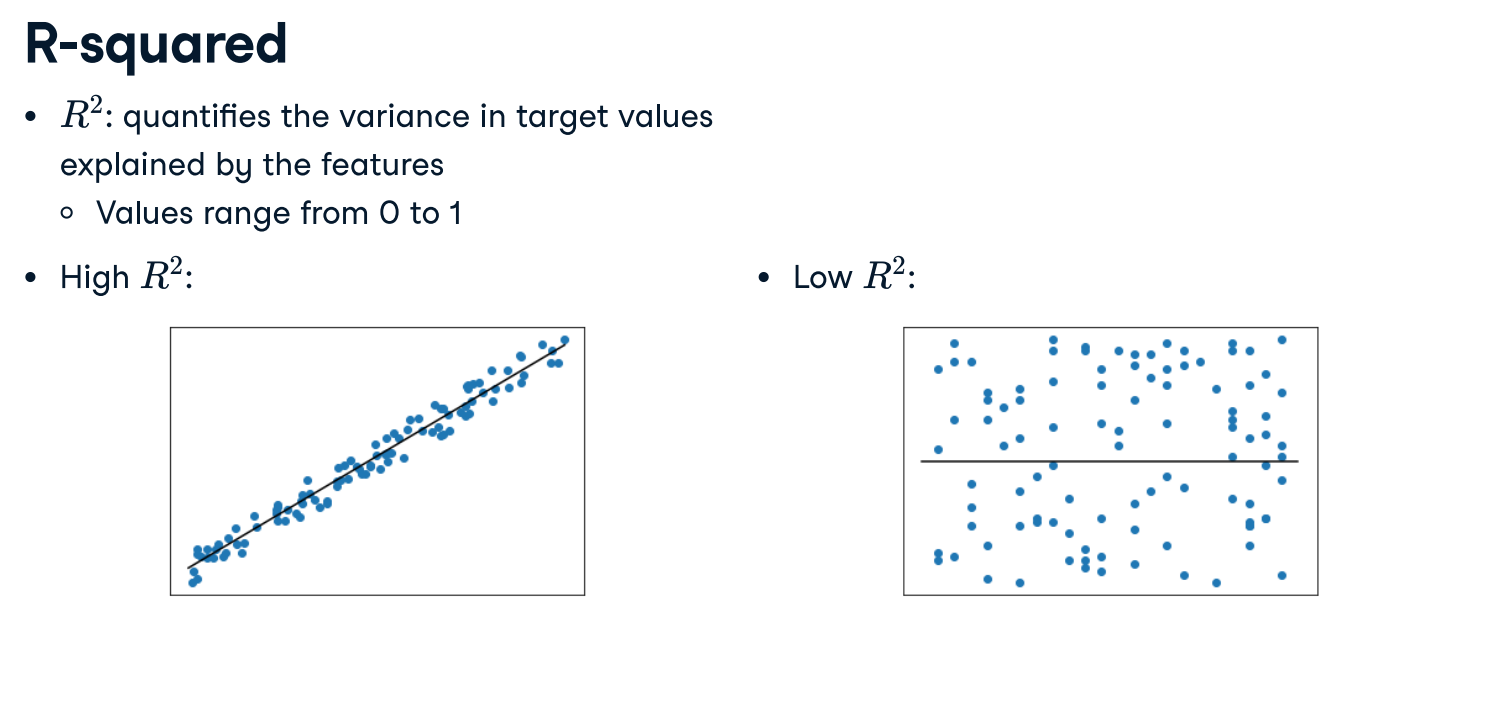 R-squared
• R²: quantifies the variance in target values
explained by the features
◦ Values range from 0 to 1
• High R²:
• Low R²: